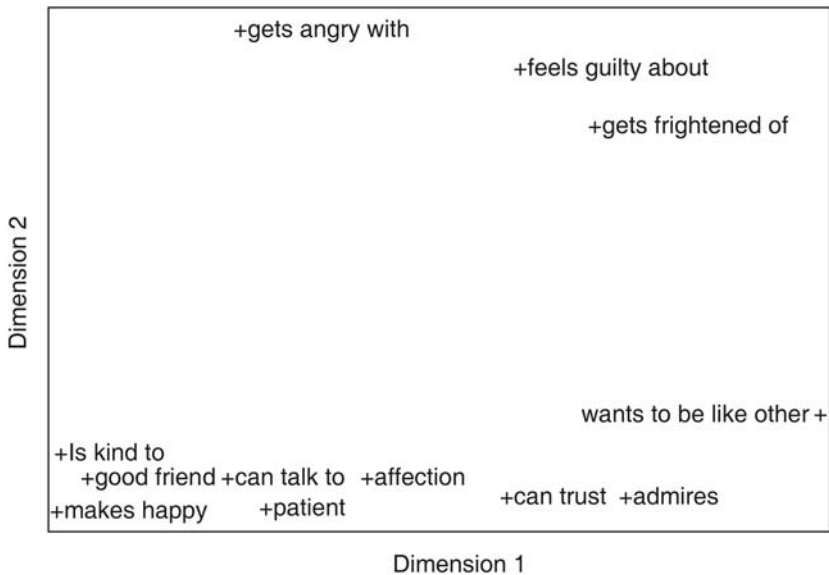 +gets angry with
+feels guilty about
+gets frightened of
Dimension 2
wants to be like other +
+Is kind to
+good friend +can talk to +affection
+can trust +admires
+makes happy +patient
Dimension 1